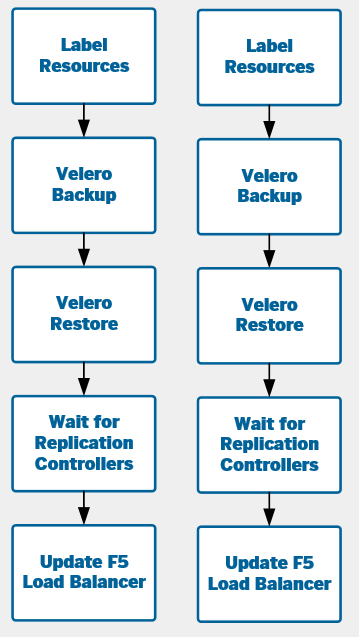 Label
Resources
Velero
Backup
Velero
Restore
Wait for
Replication
Controllers
Update F5
Load Balancer
Label
Resources
Velero
Backup
Velero
Restore
Wait for
Replication
Controllers
Update F5
Load Balancer